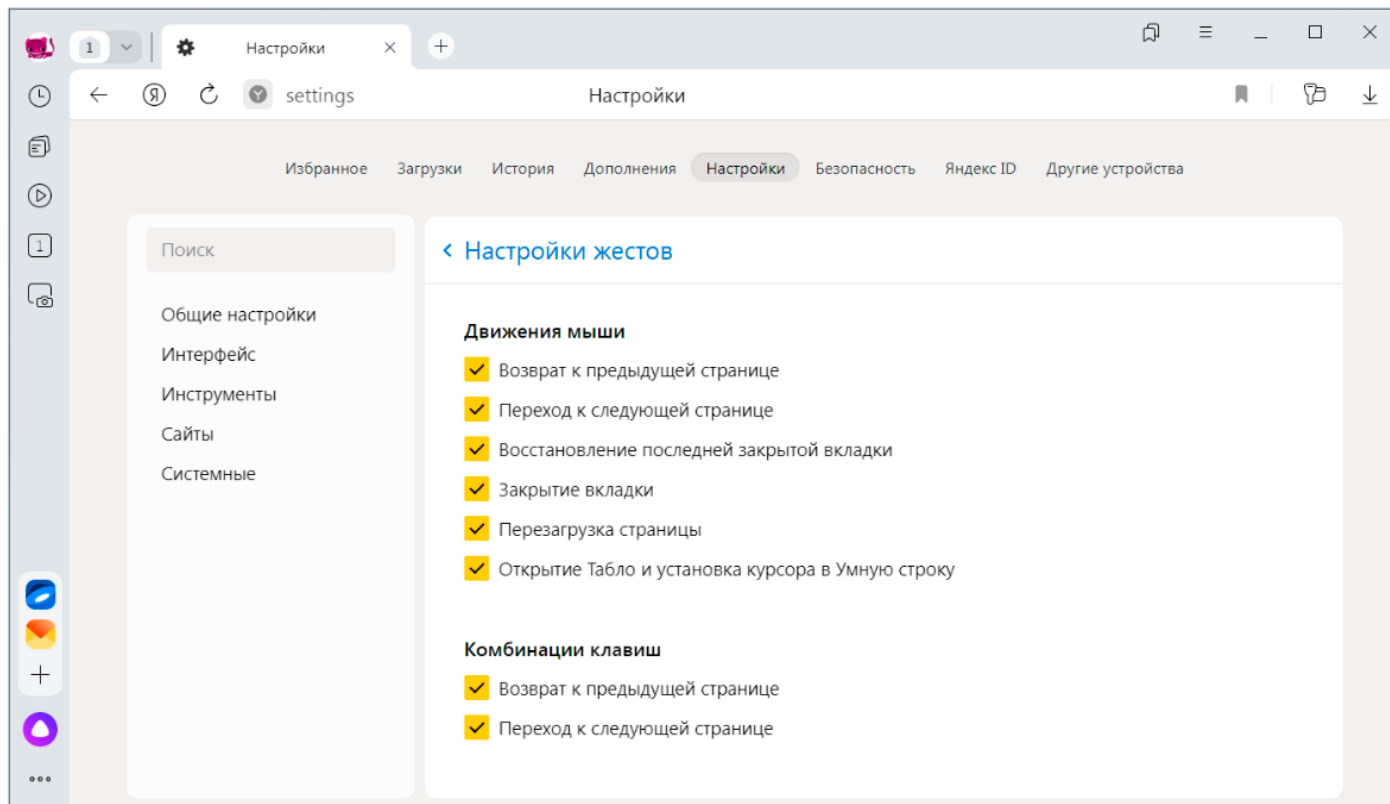 1
Настройки
Я
settings
Настройки
Избранное
Загрузки
История
Дополнения
Настройки
Безопасность
Яндекс ID
Другие устройства
1
Поиск
Общие настройки
Интерфейс
Инструменты
Сайты
Системные
Настройки жестов
Движения мыши
Возврат к предыдущей странице
Переход к следующей странице
Восстановление последней закрытой вкладки
Закрытие вкладки
Перезагрузка страницы
Открытие Табло и установка курсора в Умную строку
Комбинации клавиш
Возврат к предыдущей странице
Переход к следующей странице